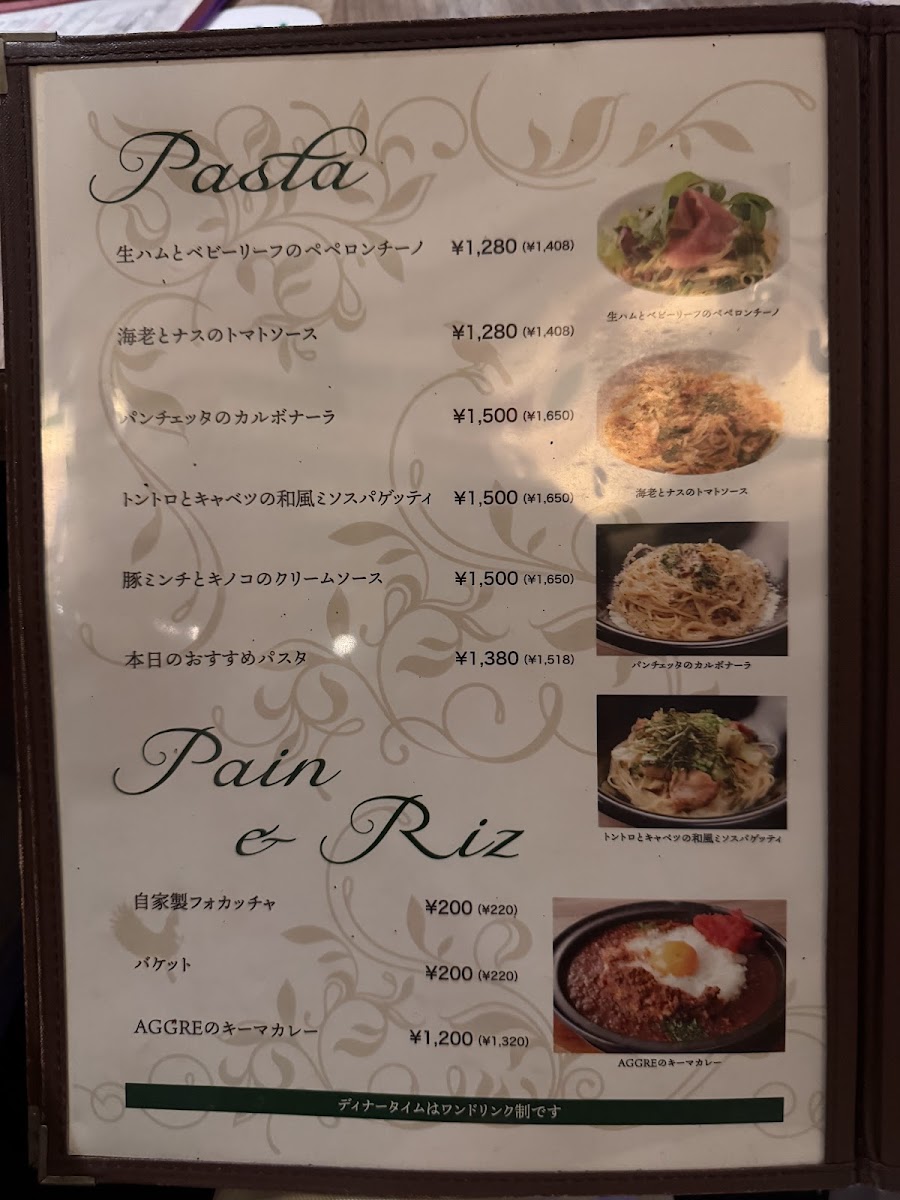 Pasta
生ハムとベビーリーフのペペロンチーノ ¥1,280 (¥1,408)
海老とナスのトマトソース ¥1,280 (¥1,408)
パンチェッタのカルボナーラ ¥1,500 (¥1,650)
トントロとキャベツの和風ミソスパゲッティ ¥1,500 (¥1,650)
豚ミンチとキノコのクリームソース ¥1,500 (¥1,650)
本日のおすすめパスタ ¥1,380 (¥1,518)
生ハムとベビーリーフのペペロンチーノ
海老とナスのトマトソース
パンチェッタのカルボナーラ
トントロとキャベツの和風ミソスパゲッティ
Pain
& Riz
自家製フォカッチャ ¥200 (¥220)
バケット ¥200 (¥220)
AGGREのキーマカレー ¥1,200 (¥1,320)
AGGREのキーマカレー
ディナータイムはワンドリンク制です